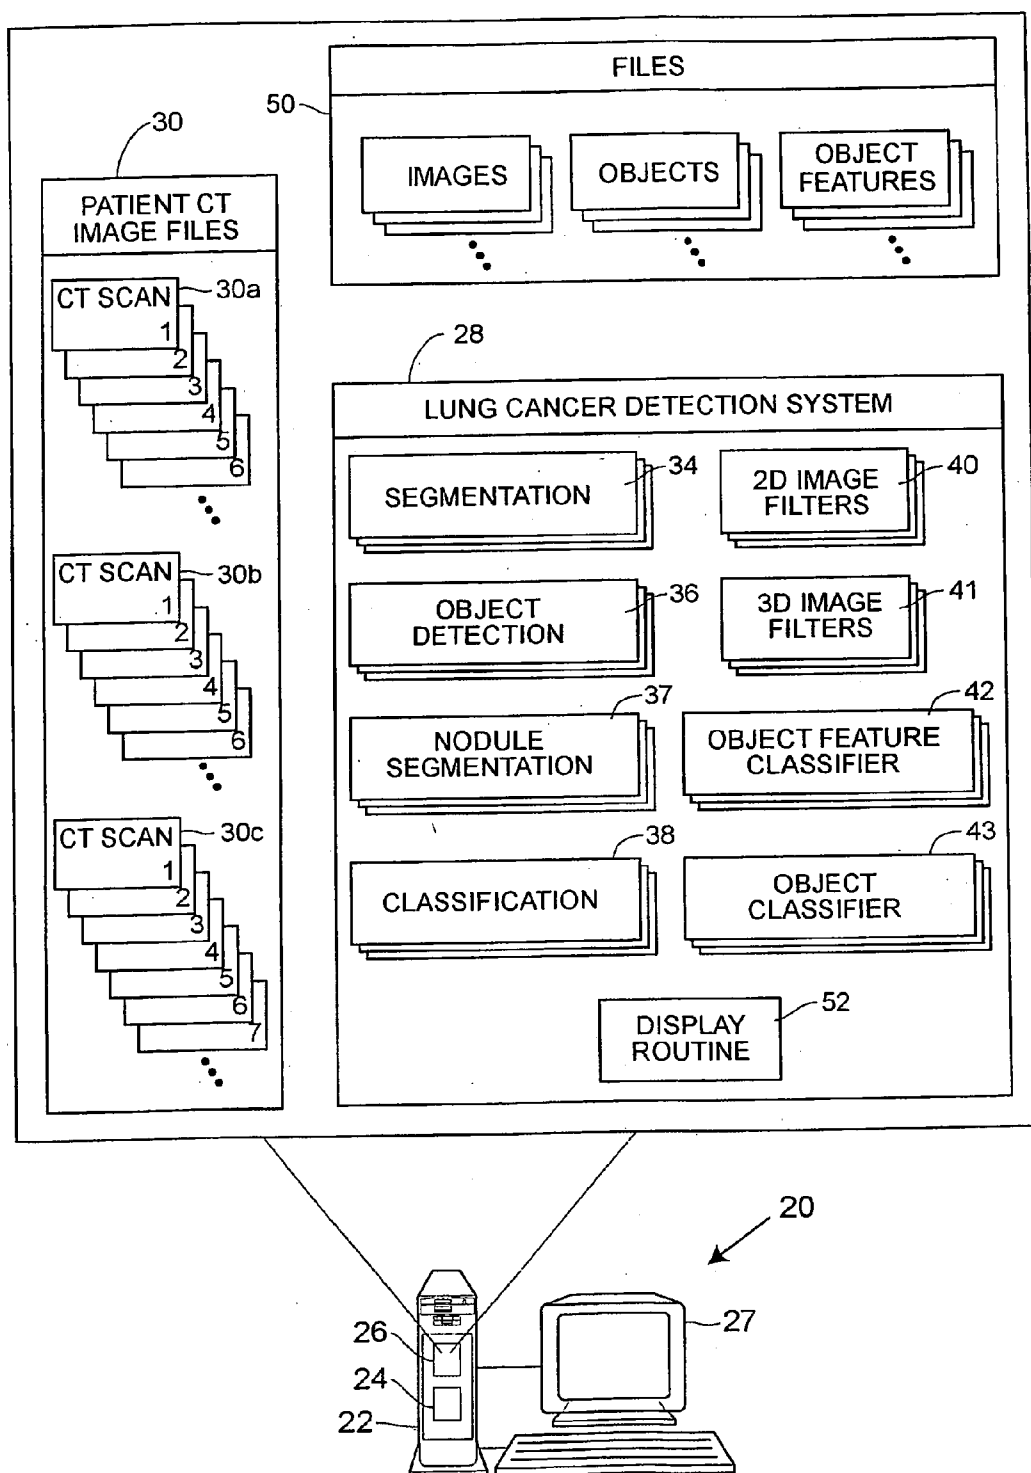 FILES
50
IMAGES
OBJECTS
OBJECT
FEATURES
30
PATIENT CT
IMAGE FILES
CT SCAN
30a
1
2
3
4
5
6
CT SCAN
30b
1
2
3
4
5
6
CT SCAN
30c
1
2
3
4
5
6
7
28
LUNG CANCER DETECTION SYSTEM
SEGMENTATION
34
2D IMAGE
FILTERS
40
OBJECT
DETECTION
36
3D IMAGE
FILTERS
41
37
NODULE
SEGMENTATION
42
OBJECT FEATURE
CLASSIFIER
38
CLASSIFICATION
43
OBJECT
CLASSIFIER
DISPLAY
ROUTINE
52
20
26
24
22
27